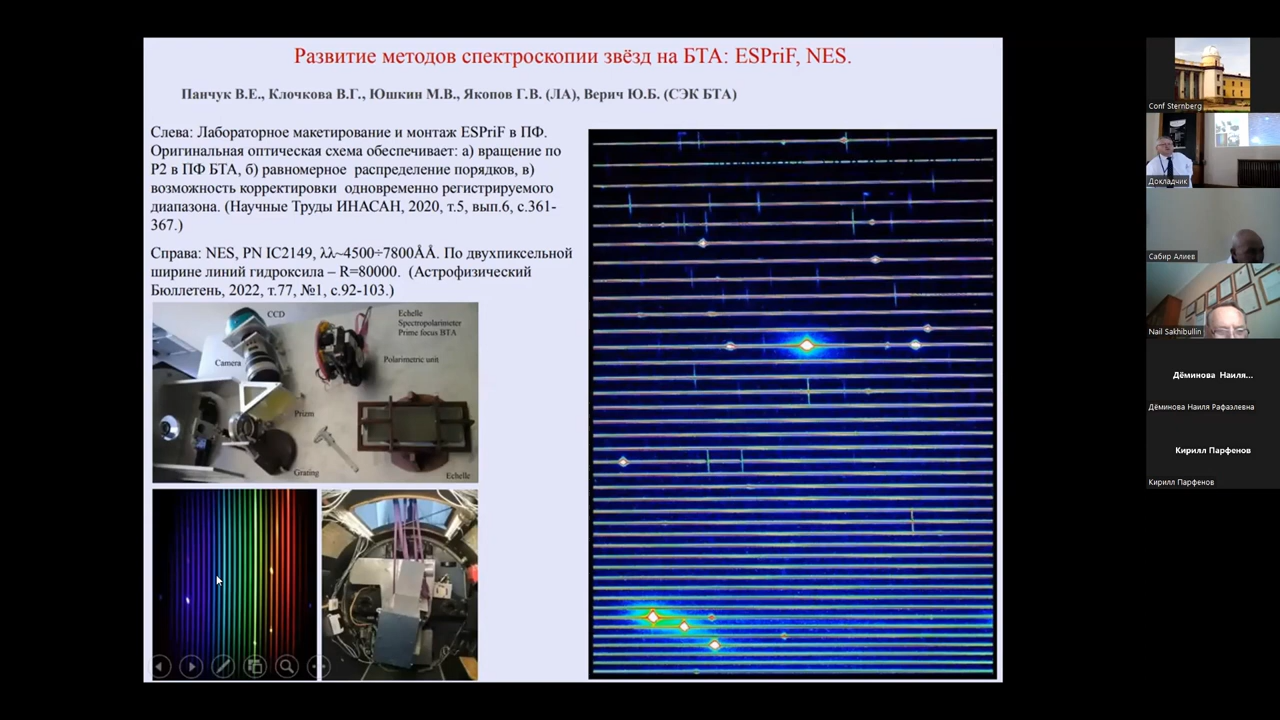 Развитие методов спектроскопии звёзд на БТА: ESPriF, NES.
Панчук В.Е., Клочкова В.Г., Юшкин М.В., Якопов Г.В. (ЛА), Верич Ю.Б. (СЭК БТА)
Слева: Лабораторное макетирование и монтаж ESPriF в ПФ.
Оригинальная оптическая схема обеспечивает: а) вращение по
Р2 в ПФ БТА, б) равномерное распределение порядков, в)
возможность корректировки одновременно регистрируемого
диапазона. (Научные Труды ИНАСАН, 2020, т.5, вып.6, с.361-
367.)
Справа: NES, PN IC2149, λλ~4500÷7800ÅÅ. По двухпиксельной
ширине линий гидроксила – R=80000. (Астрофизический
Бюллетень, 2022, т.77, №1, с.92-103.)
CCD
Echelle
Spectropolarimeter
Prime focus BTA
Camera
Polarimetric unit
Prizm
Grating
Echelle
Conf Sternberg
Докладчик
Сабир Алиев
Nail Sakhibullin
Дёминова Наиля...
Дёминова Наиля Рафаэлевна
Кирилл Парфенов
Кирилл Парфенов